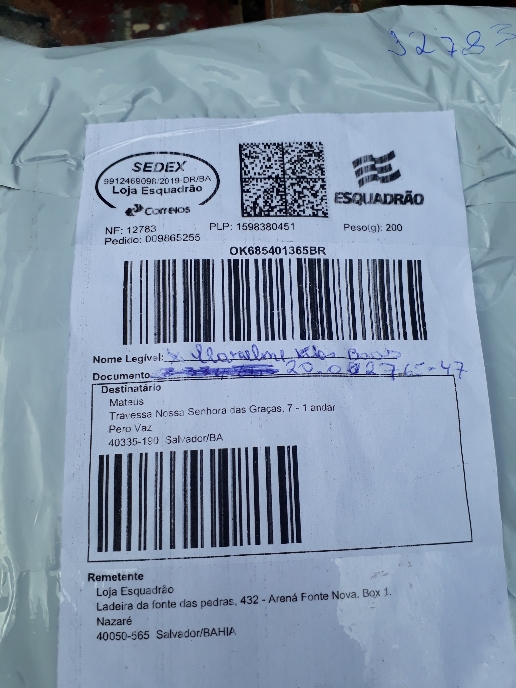 32783
SEDEX
9912469098/2019-DR/BA
Loja Esquadrão
Correios
ESQUADRÃO
NF: 12783
PLP: 1598380451
Peso(g): 200
Pedido: 009865255
OK685401365BR
Nome Legível:
Documento
Destinatário
Mateus
Travessa Nossa Senhora das Graças, 7 - 1 andar
Pero Vaz
40335-190 Salvador/BA
Remetente
Loja Esquadrão
Ladeira da fonte das pedras, 432 - Arena Fonte Nova. Box 1.
Nazaré
40050-565 Salvador/BAHIA